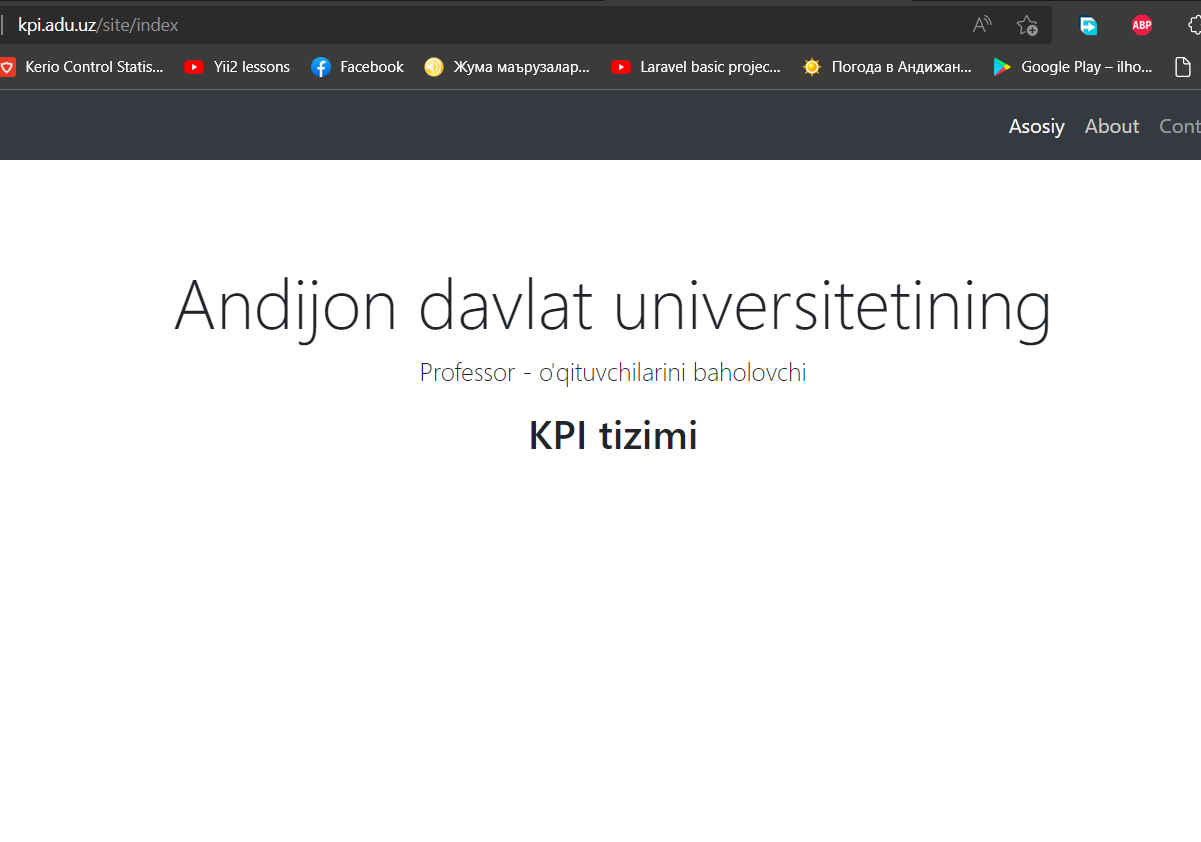 kpi.adu.uz/site/index
ABP
Kerio Control Statis... Yii2 lessons Facebook Жума маърузалар... Laravel basic projec... Погода в Андижан... Google Play – ilho...
Asosiy About Cont
Andijon davlat universitetining
Professor - o'qituvchilarini baholovchi
KPI tizimi